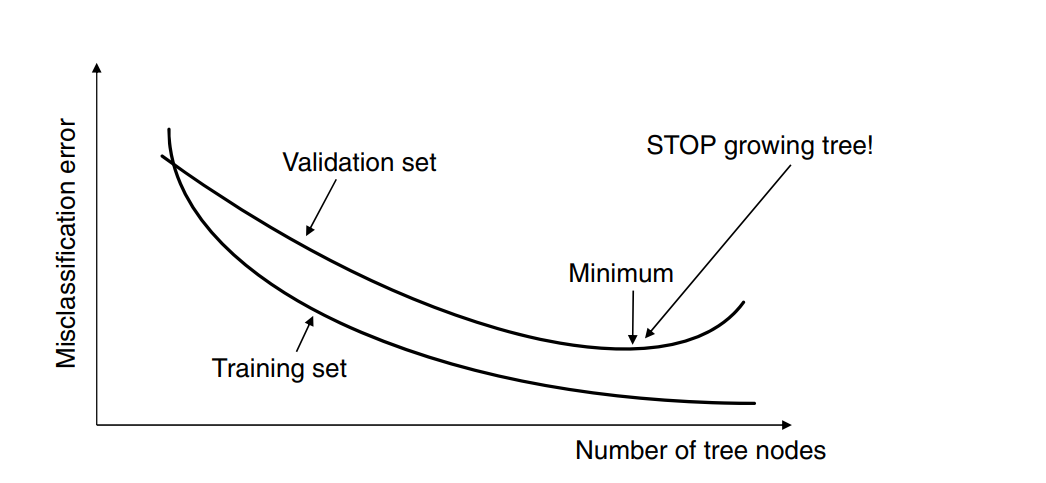 Misclassification error
Validation set
STOP growing tree!
Minimum
Training set
Number of tree nodes